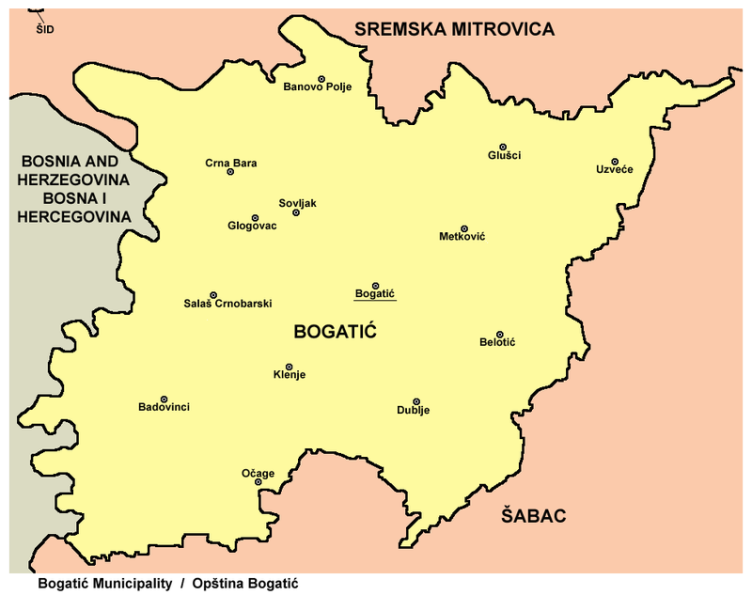 ŠID
SREMSKA MITROVICA
Banovo Polje
BOSNIA AND
HERZEGOVINA
BOSNA I
HERCEGOVINA
Crna Bara
Glušci
Uzveće
Sovljak
Glogovac
Metković
Salaš Crnobarski
Bogatić
BOGATIĆ
Belotić
Klenje
Badovinci
Dublje
Očage
ŠABAC
Bogatić Municipality / Opština Bogatić